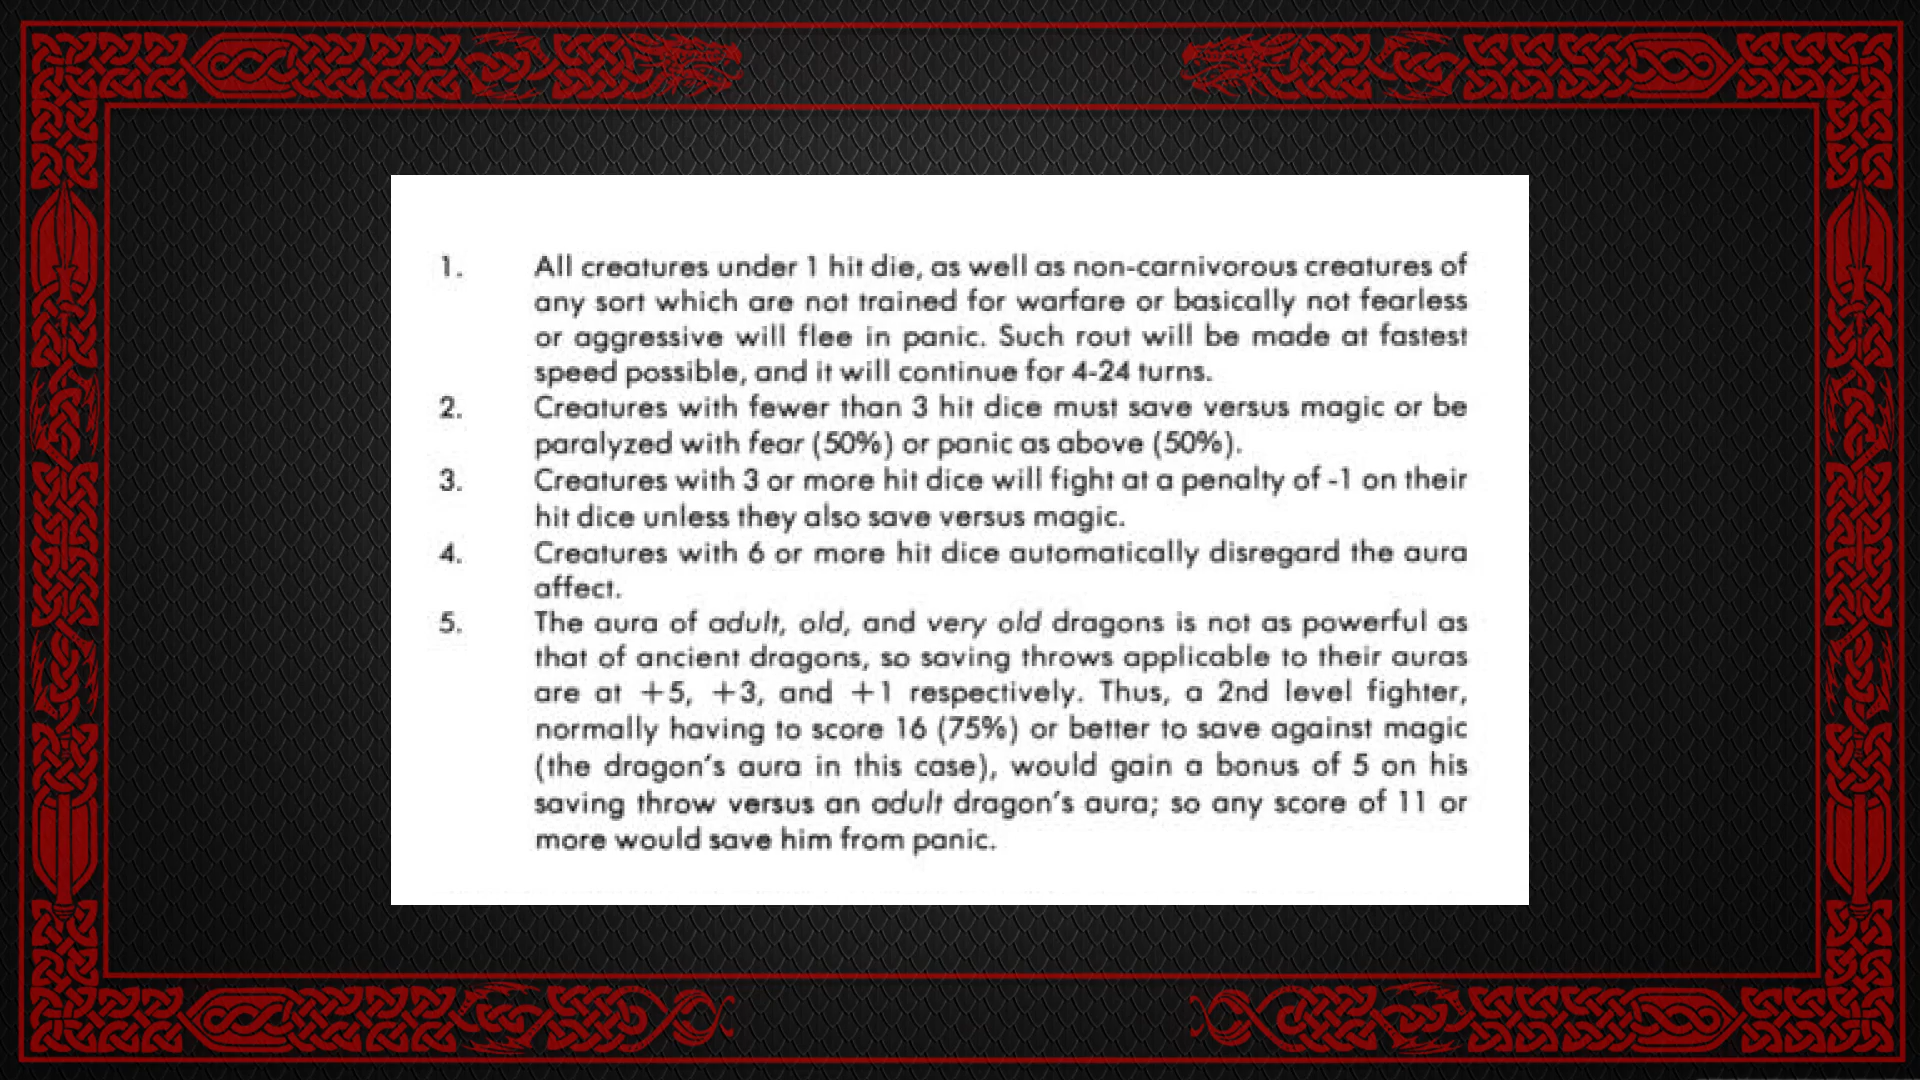 1. All creatures under 1 hit die, as well as non-carnivorous creatures of
any sort which are not trained for warfare or basically not fearless
or aggressive will flee in panic. Such rout will be made at fastest
speed possible, and it will continue for 4-24 turns.
2. Creatures with fewer than 3 hit dice must save versus magic or be
paralyzed with fear (50%) or panic as above (50%).
3. Creatures with 3 or more hit dice will fight at a penalty of -1 on their
hit dice unless they also save versus magic.
4. Creatures with 6 or more hit dice automatically disregard the aura
affect.
5. The aura of adult, old, and very old dragons is not as powerful as
that of ancient dragons, so saving throws applicable to their auras
are at +5, +3, and +1 respectively. Thus, a 2nd level fighter,
normally having to score 16 (75%) or better to save against magic
(the dragon's aura in this case), would gain a bonus of 5 on his
saving throw versus an adult dragon's aura; so any score of 11 or
more would save him from panic.